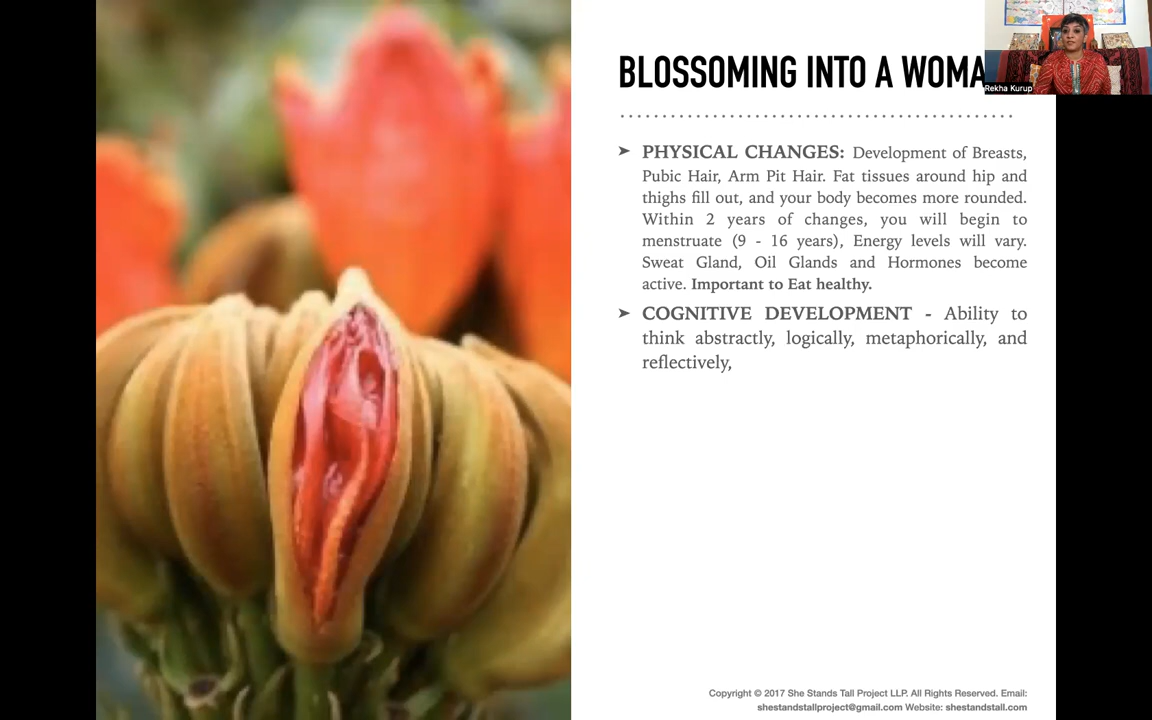 BLOSSOMING INTO A WOMA
Rekha Kurup
➤ PHYSICAL CHANGES: Development of Breasts,
Pubic Hair, Arm Pit Hair. Fat tissues around hip and
thighs fill out, and your body becomes more rounded.
Within 2 years of changes, you will begin to
menstruate (9 - 16 years), Energy levels will vary.
Sweat Gland, Oil Glands and Hormones become
active. Important to Eat healthy.
➤ COGNITIVE DEVELOPMENT - Ability to
think abstractly, logically, metaphorically, and
reflectively,
Copyright © 2017 She Stands Tall Project LLP. All Rights Reserved. Email:
shestandstallproject@gmail.com Website: shestandstall.com